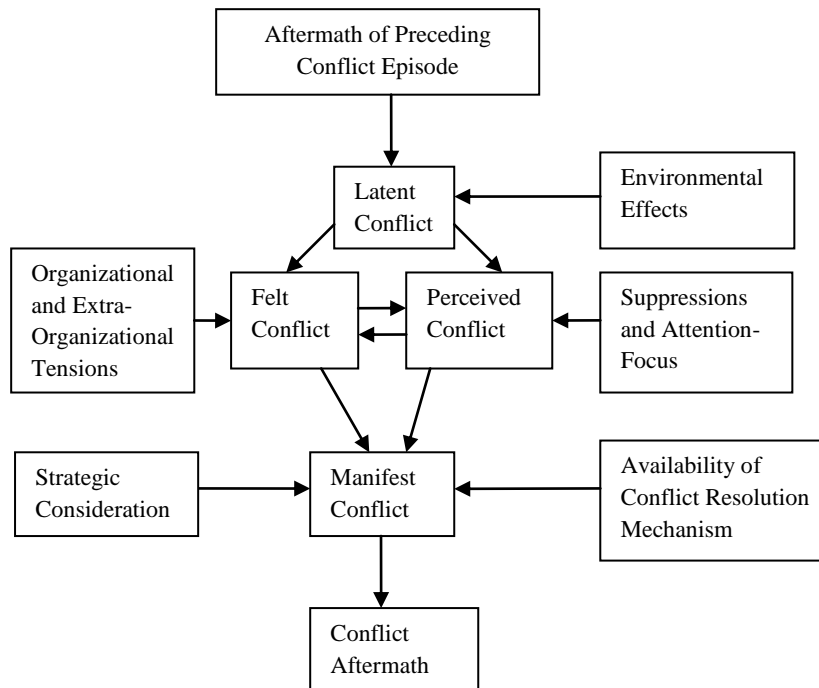 Aftermath of Preceding
Conflict Episode
Latent
Conflict
Environmental
Effects
Organizational
and Extra-
Organizational
Tensions
Felt
Conflict
Perceived
Conflict
Suppressions
and Attention-
Focus
Strategic
Consideration
Manifest
Conflict
Availability of
Conflict Resolution
Mechanism
Conflict
Aftermath